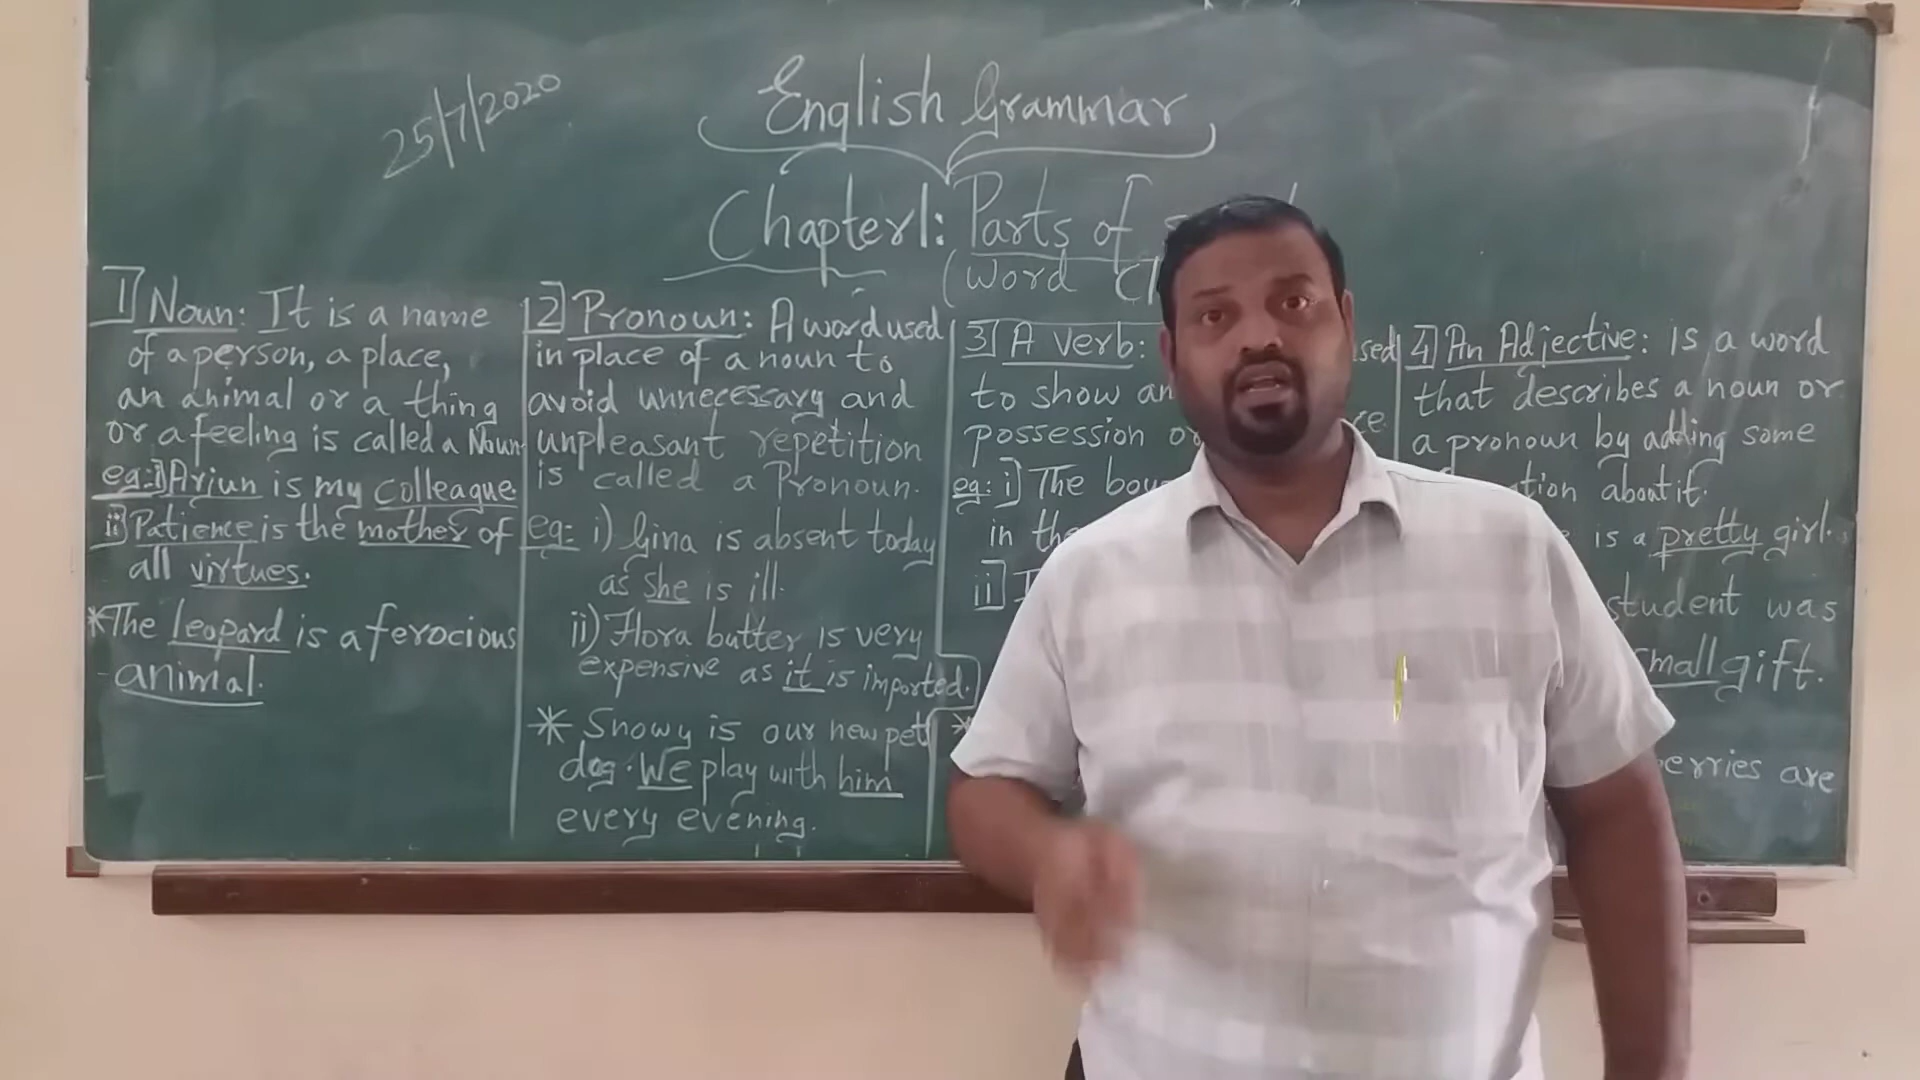 25/7/2020
English Grammar
Chapter1: Parts of
(Word
1] Noun: It is a name
of a person, a place,
an animal or a thing
or a feeling is called a Noun
eg:i] Arjun is my colleague
ii] Patience is the mother of
all virtues.
*The leopard is a ferocious
animal.
2] Pronoun: A word used
in place of a noun to
avoid unnecessary and
unpleasant repetition
is called a Pronoun.
eg: i) Gina is absent today
as she is ill.
ii) Flora butter is very
expensive as it is imported.
* Snowy is our new pet
dog. We play with him
every evening.
3] A verb:
to show an
possession or
eg: i] The boy
in the
ii]
*
4] An Adjective: is a word
that describes a noun or
a pronoun by adding some
about it.
is a pretty girl.
student was
small gift.
are